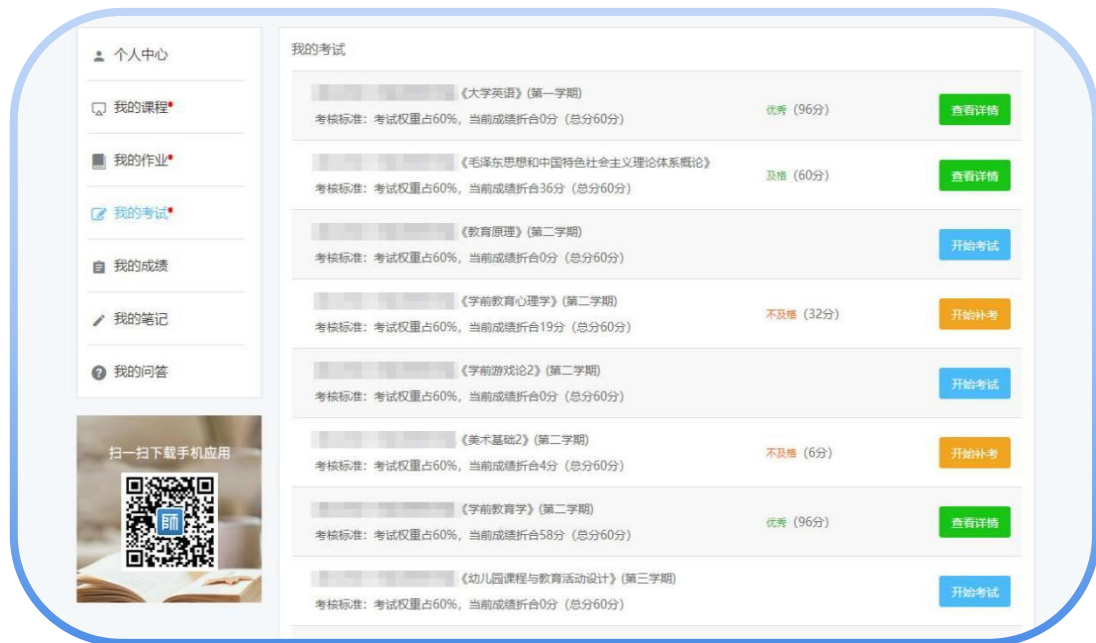 个人中心
我的课程
我的作业
我的考试
我的成绩
我的笔记
我的问答
扫一扫下载手机应用
師
我的考试
《大学英语》(第一学期)
考核标准：考试权重占60%，当前成绩折合0分（总分60分）
优秀 (96分)
查看详情
《毛泽东思想和中国特色社会主义理论体系概论》
考核标准：考试权重占60%，当前成绩折合36分（总分60分）
及格 (60分)
查看详情
《教育原理》(第二学期)
考核标准：考试权重占60%，当前成绩折合0分（总分60分）
开始考试
《学前教育心理学》(第二学期)
考核标准：考试权重占60%，当前成绩折合19分（总分60分）
不及格 (32分)
开始补考
《学前游戏论2》(第二学期)
考核标准：考试权重占60%，当前成绩折合0分（总分60分）
开始考试
《美术基础2》(第二学期)
考核标准：考试权重占60%，当前成绩折合4分（总分60分）
不及格 (6分)
开始补考
《学前教育学》(第二学期)
考核标准：考试权重占60%，当前成绩折合58分（总分60分）
优秀 (96分)
查看详情
《幼儿园课程与教育活动设计》(第三学期)
考核标准：考试权重占60%，当前成绩折合0分（总分60分）
开始考试